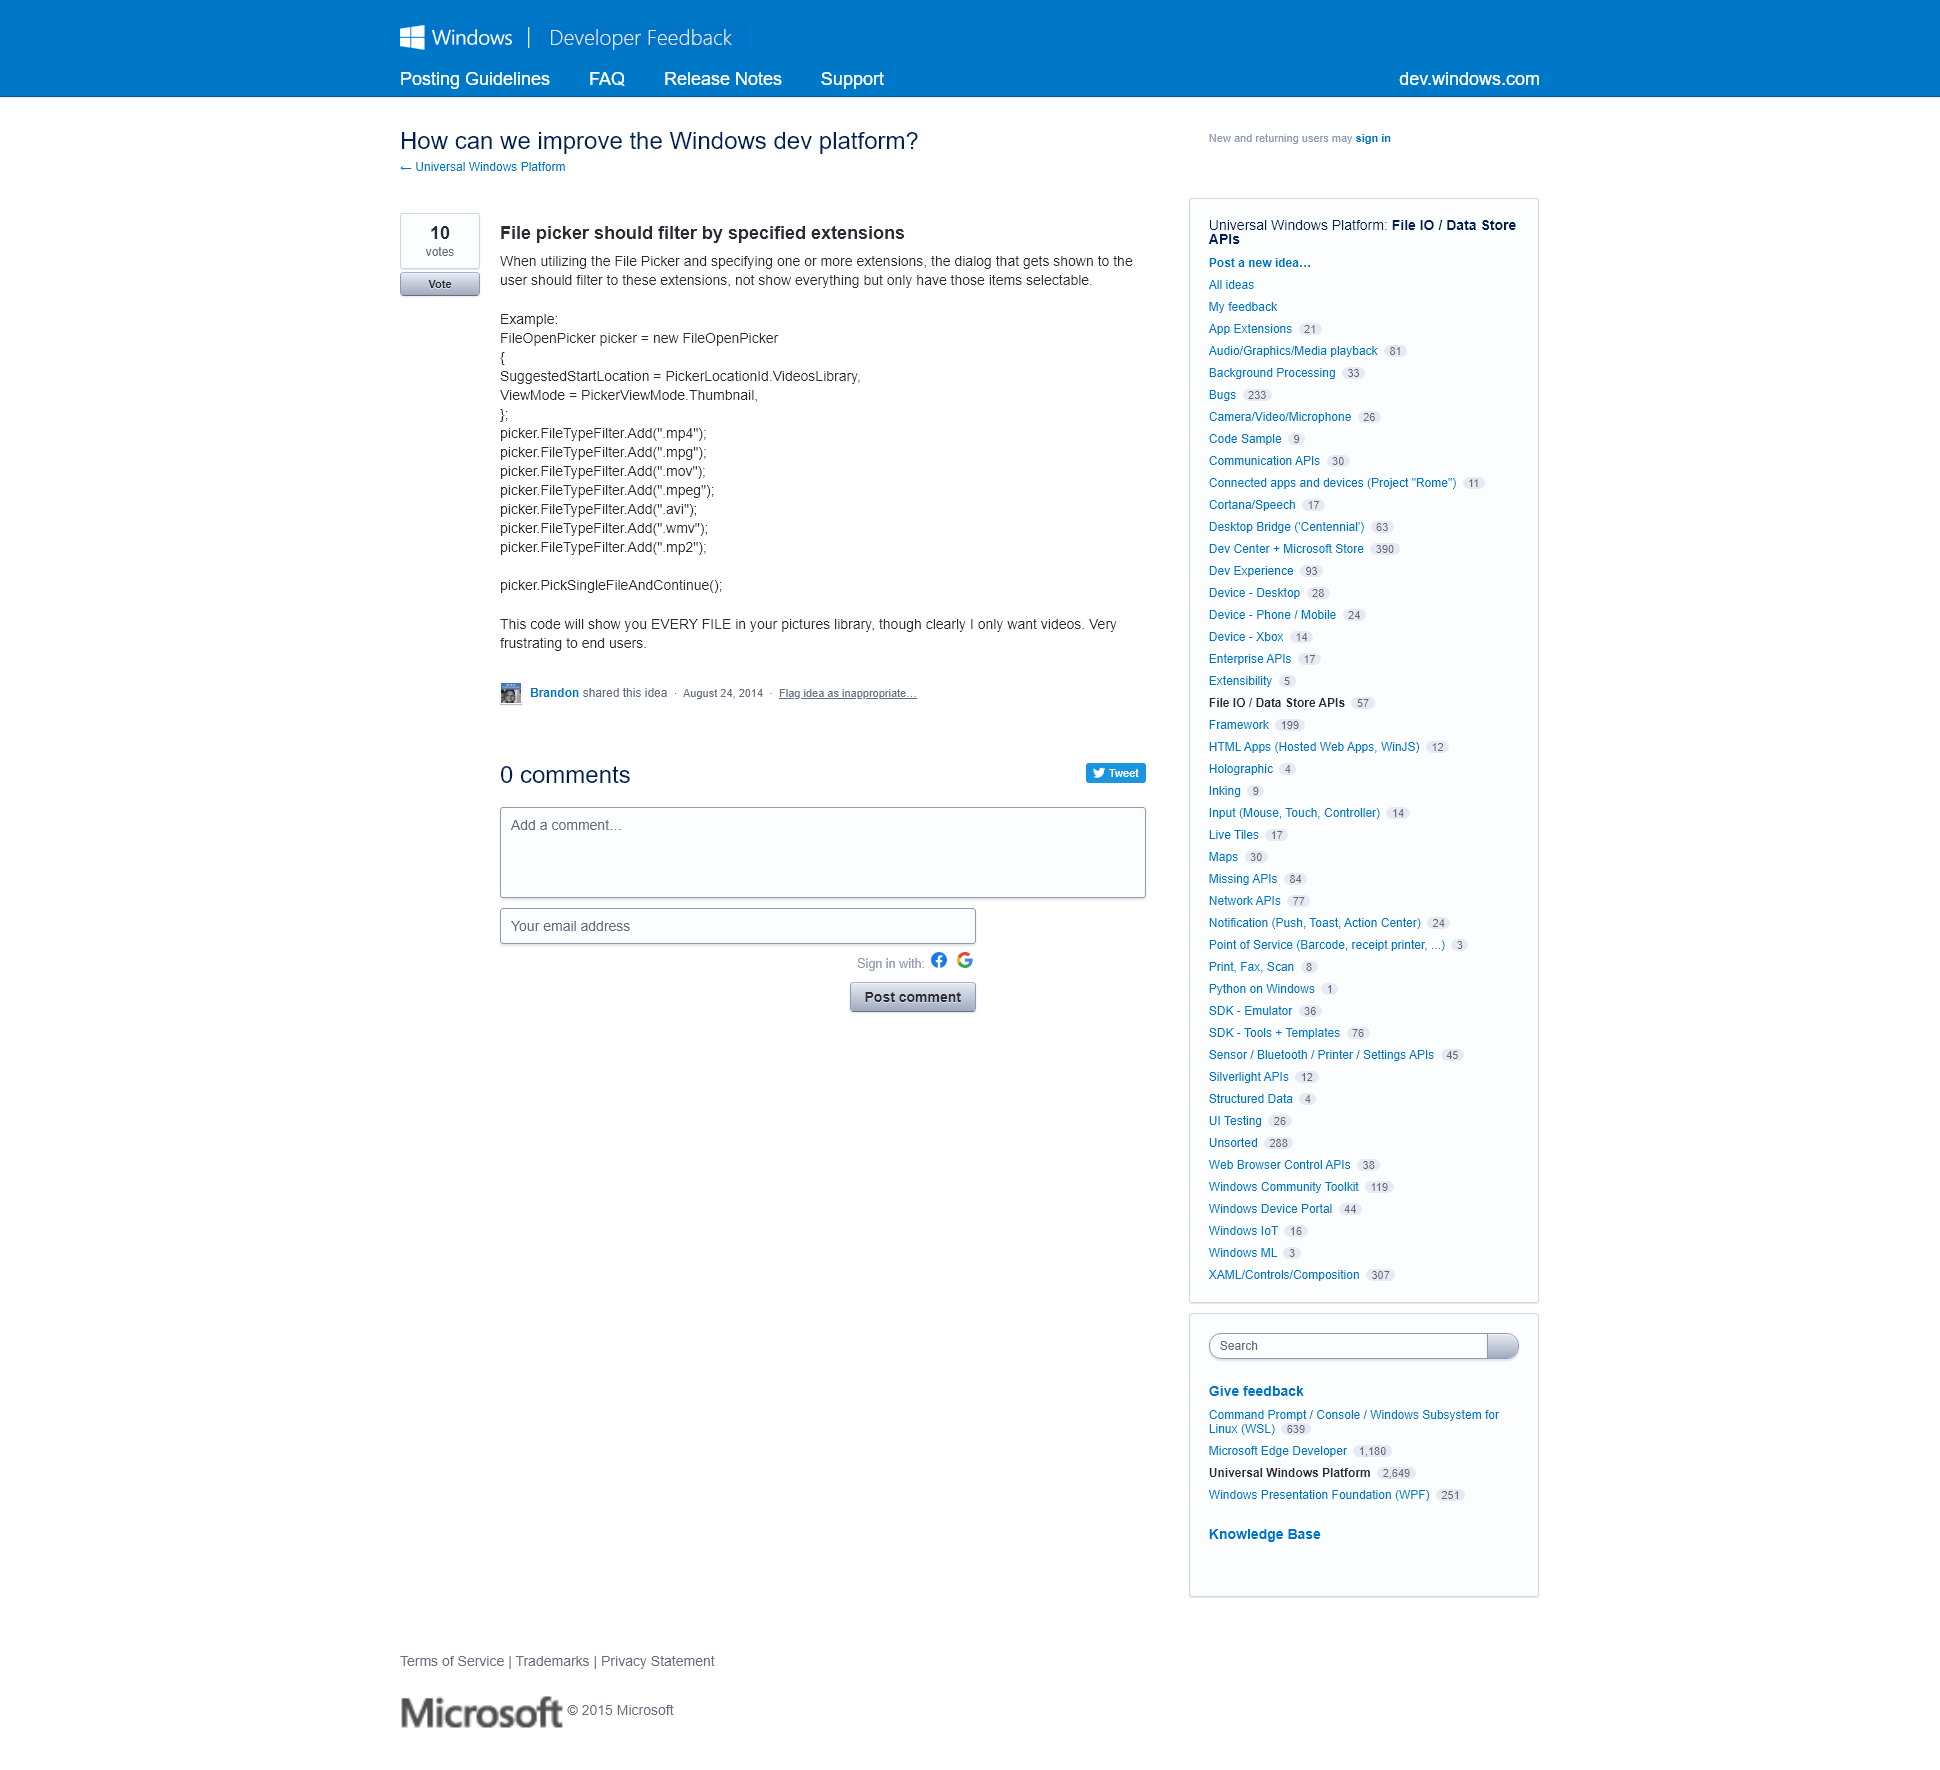 Windows | Developer Feedback
Posting Guidelines FAQ Release Notes Support dev.windows.com
How can we improve the Windows dev platform?
← Universal Windows Platform
New and returning users may sign in
10
votes
Vote
File picker should filter by specified extensions
When utilizing the File Picker and specifying one or more extensions, the dialog that gets shown to the
user should filter to these extensions, not show everything but only have those items selectable.
Example:
FileOpenPicker picker = new FileOpenPicker
{
SuggestedStartLocation = PickerLocationId.VideosLibrary,
ViewMode = PickerViewMode.Thumbnail,
};
picker.FileTypeFilter.Add(".mp4");
picker.FileTypeFilter.Add(".mpg");
picker.FileTypeFilter.Add(".mov");
picker.FileTypeFilter.Add(".mpeg");
picker.FileTypeFilter.Add(".avi");
picker.FileTypeFilter.Add(".wmv");
picker.FileTypeFilter.Add(".mp2");
picker.PickSingleFileAndContinue();
This code will show you EVERY FILE in your pictures library, though clearly I only want videos. Very
frustrating to end users.
Brandon shared this idea · August 24, 2014 · Flag idea as inappropriate…
0 comments
Tweet
Add a comment…
Your email address
Sign in with:
Post comment
Universal Windows Platform: File IO / Data Store
APIs
Post a new idea…
All ideas
My feedback
App Extensions 21
Audio/Graphics/Media playback 81
Background Processing 33
Bugs 233
Camera/Video/Microphone 26
Code Sample 9
Communication APIs 30
Connected apps and devices (Project "Rome") 11
Cortana/Speech 17
Desktop Bridge ('Centennial') 63
Dev Center + Microsoft Store 390
Dev Experience 93
Device - Desktop 28
Device - Phone / Mobile 24
Device - Xbox 14
Enterprise APIs 17
Extensibility 5
File IO / Data Store APIs 57
Framework 199
HTML Apps (Hosted Web Apps, WinJS) 12
Holographic 4
Inking 9
Input (Mouse, Touch, Controller) 14
Live Tiles 17
Maps 30
Missing APIs 84
Network APIs 77
Notification (Push, Toast, Action Center) 24
Point of Service (Barcode, receipt printer, ...) 3
Print, Fax, Scan 8
Python on Windows 1
SDK - Emulator 36
SDK - Tools + Templates 76
Sensor / Bluetooth / Printer / Settings APIs 45
Silverlight APIs 12
Structured Data 4
UI Testing 26
Unsorted 288
Web Browser Control APIs 38
Windows Community Toolkit 119
Windows Device Portal 44
Windows IoT 16
Windows ML 3
XAML/Controls/Composition 307
Search
Give feedback
Command Prompt / Console / Windows Subsystem for
Linux (WSL) 639
Microsoft Edge Developer 1,180
Universal Windows Platform 2,649
Windows Presentation Foundation (WPF) 251
Knowledge Base
Terms of Service | Trademarks | Privacy Statement
Microsoft © 2015 Microsoft